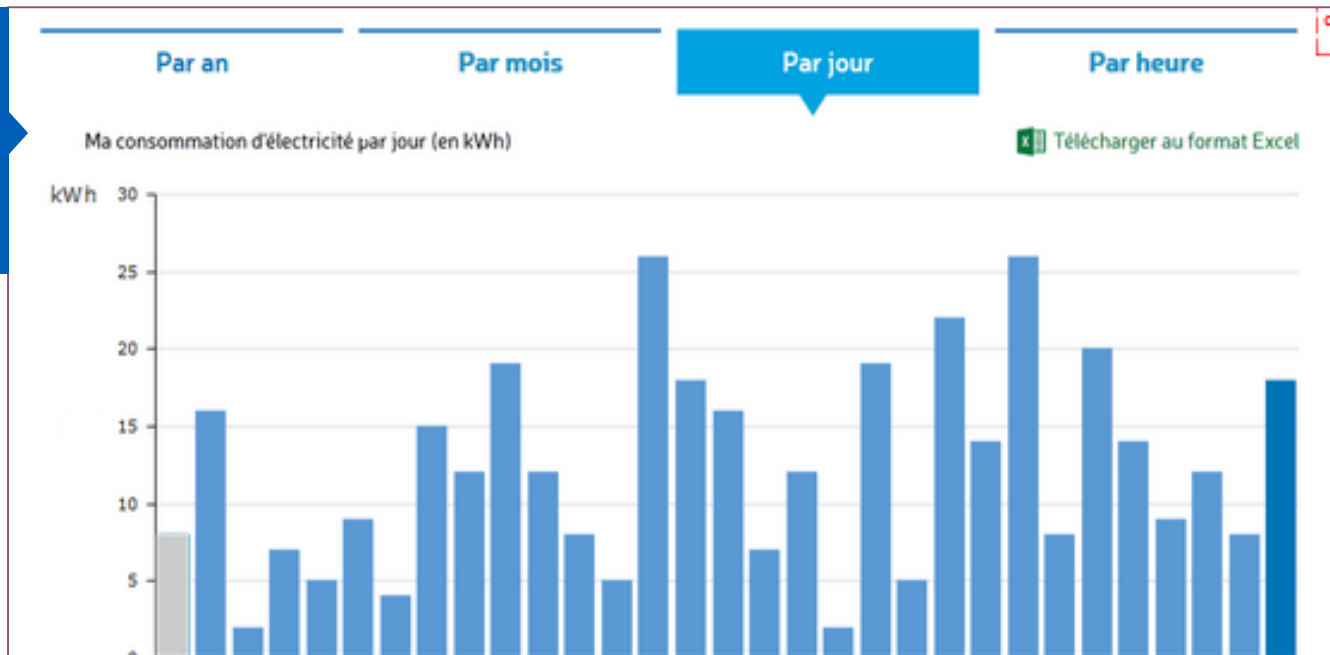 Par an
Par mois
Par jour
Par heure
Ma consommation d'électricité par jour (en kWh)
Télécharger au format Excel
kWh
30
25
20
15
10
5
0